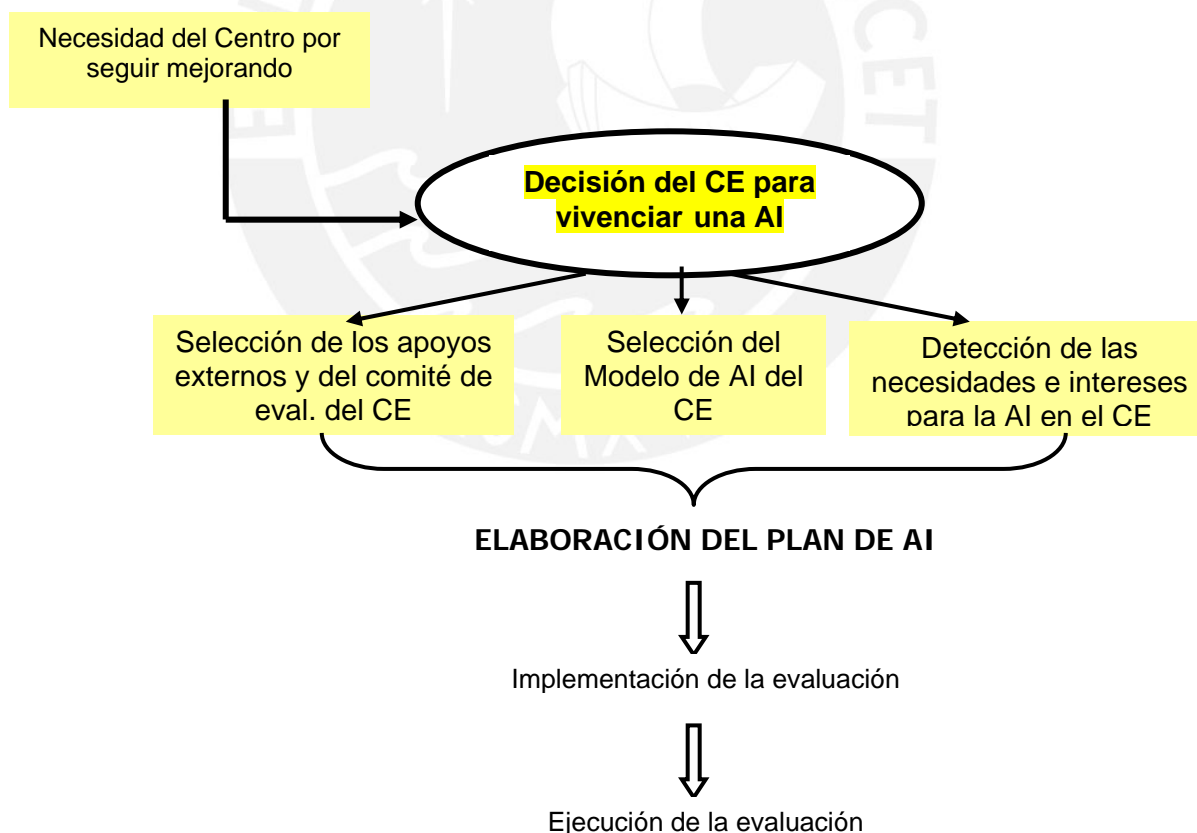 Necesidad del Centro por
seguir mejorando
Decisión del CE para
vivenciar una AI
Selección de los apoyos
externos y del comité de
eval. del CE
Selección del
Modelo de AI del
CE
Detección de las
necesidades e intereses
para la AI en el CE
ELABORACIÓN DEL PLAN DE AI
Implementación de la evaluación
Ejecución de la evaluación